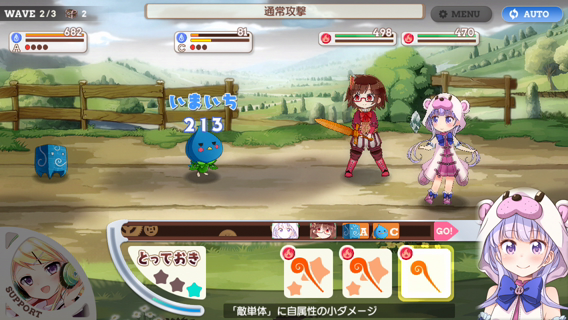 WAVE 2/3
2
通常攻撃
MENU
AUTO
682
A
81
C
498
470
いまいち
213
A
C
GO!
とっておき
SUPPORT
「敵単体」に自属性の小ダメージ